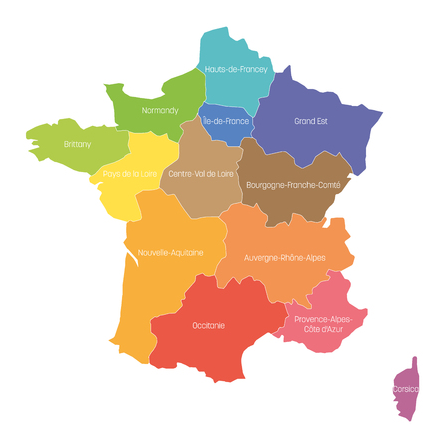 Hauts-de-Francey
Normandy
Île-de-France
Grand Est
Brittany
Pays de la Loire
Centre-Val de Loire
Bourgogne-Franche-Comté
Nouvelle-Aquitaine
Auvergne-Rhône-Alpes
Occitanie
Provence-Alpes-
Côte d'Azur
Corsica